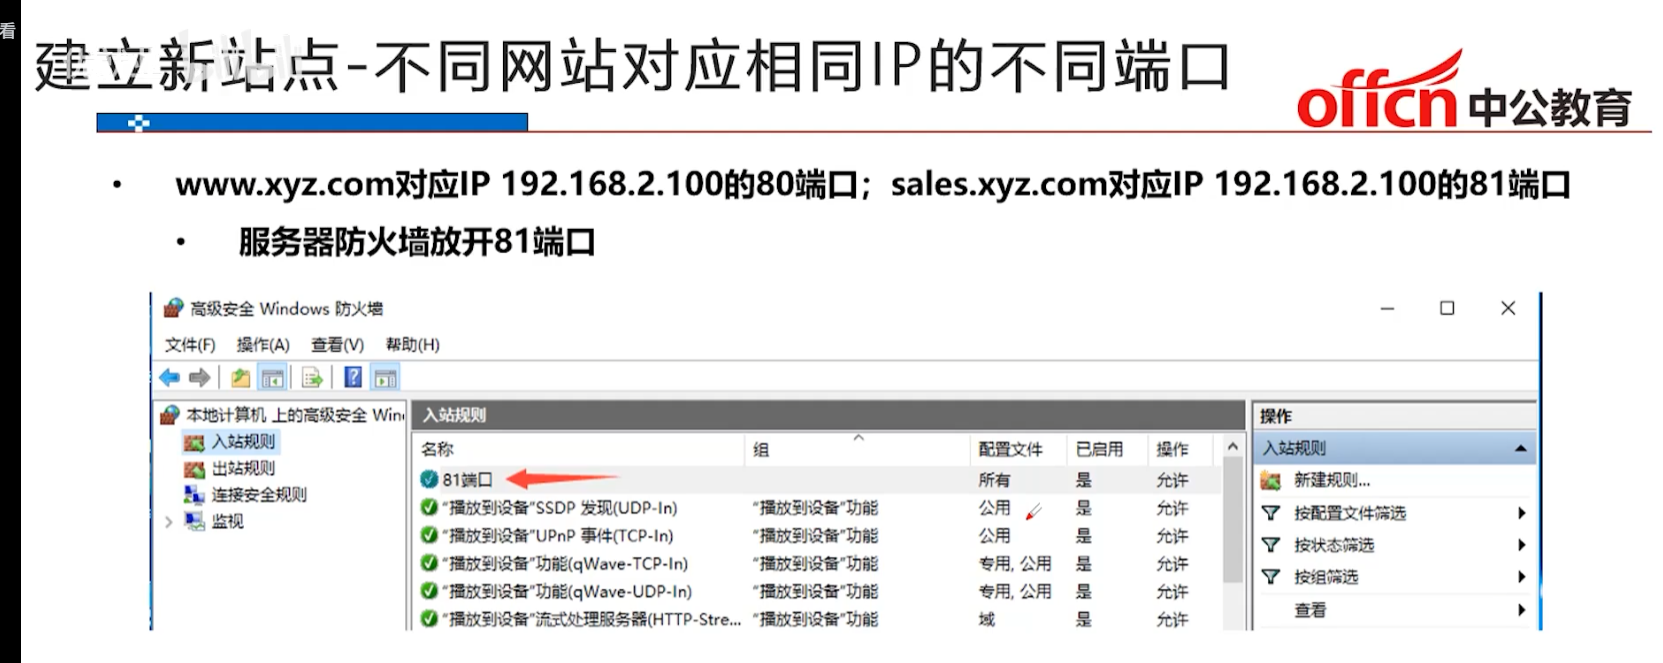 看
建立新站点-不同网站对应相同IP的不同端口
offcn 中公教育
• www.xyz.com对应IP 192.168.2.100的80端口；sales.xyz.com对应IP 192.168.2.100的81端口
• 服务器防火墙放开81端口
高级安全 Windows 防火墙
文件(F) 操作(A) 查看(V) 帮助(H)
本地计算机 上的高级安全 Win
入站规则
出站规则
连接安全规则
监视
入站规则
名称 组 配置文件 已启用 操作
81端口 所有 是 允许
“播放到设备”SSDP 发现(UDP-In) “播放到设备”功能 公用 是 允许
“播放到设备”UPnP 事件(TCP-In) “播放到设备”功能 公用 是 允许
“播放到设备”功能(qWave-TCP-In) “播放到设备”功能 专用, 公用 是 允许
“播放到设备”功能(qWave-UDP-In) “播放到设备”功能 专用, 公用 是 允许
“播放到设备”流式处理服务器(HTTP-Stre... “播放到设备”功能 域 是 允许
操作
入站规则
新建规则...
按配置文件筛选
按状态筛选
按组筛选
查看